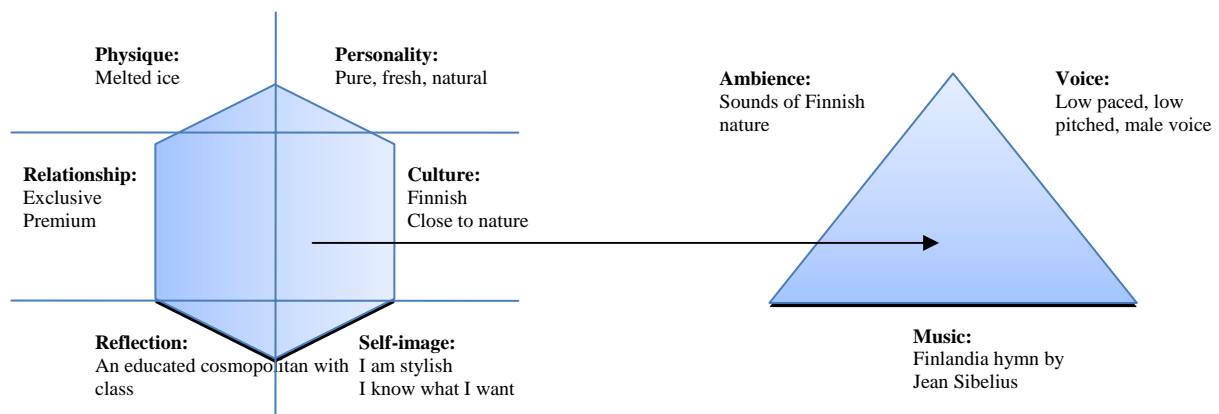 Physique:
Melted ice
Personality:
Pure, fresh, natural
Relationship:
Exclusive
Premium
Culture:
Finnish
Close to nature
Reflection:
An educated cosmopolitan with
class
Self-image:
I am stylish
I know what I want
Ambience:
Sounds of Finnish
nature
Voice:
Low paced, low
pitched, male voice
Music:
Finlandia hymn by
Jean Sibelius